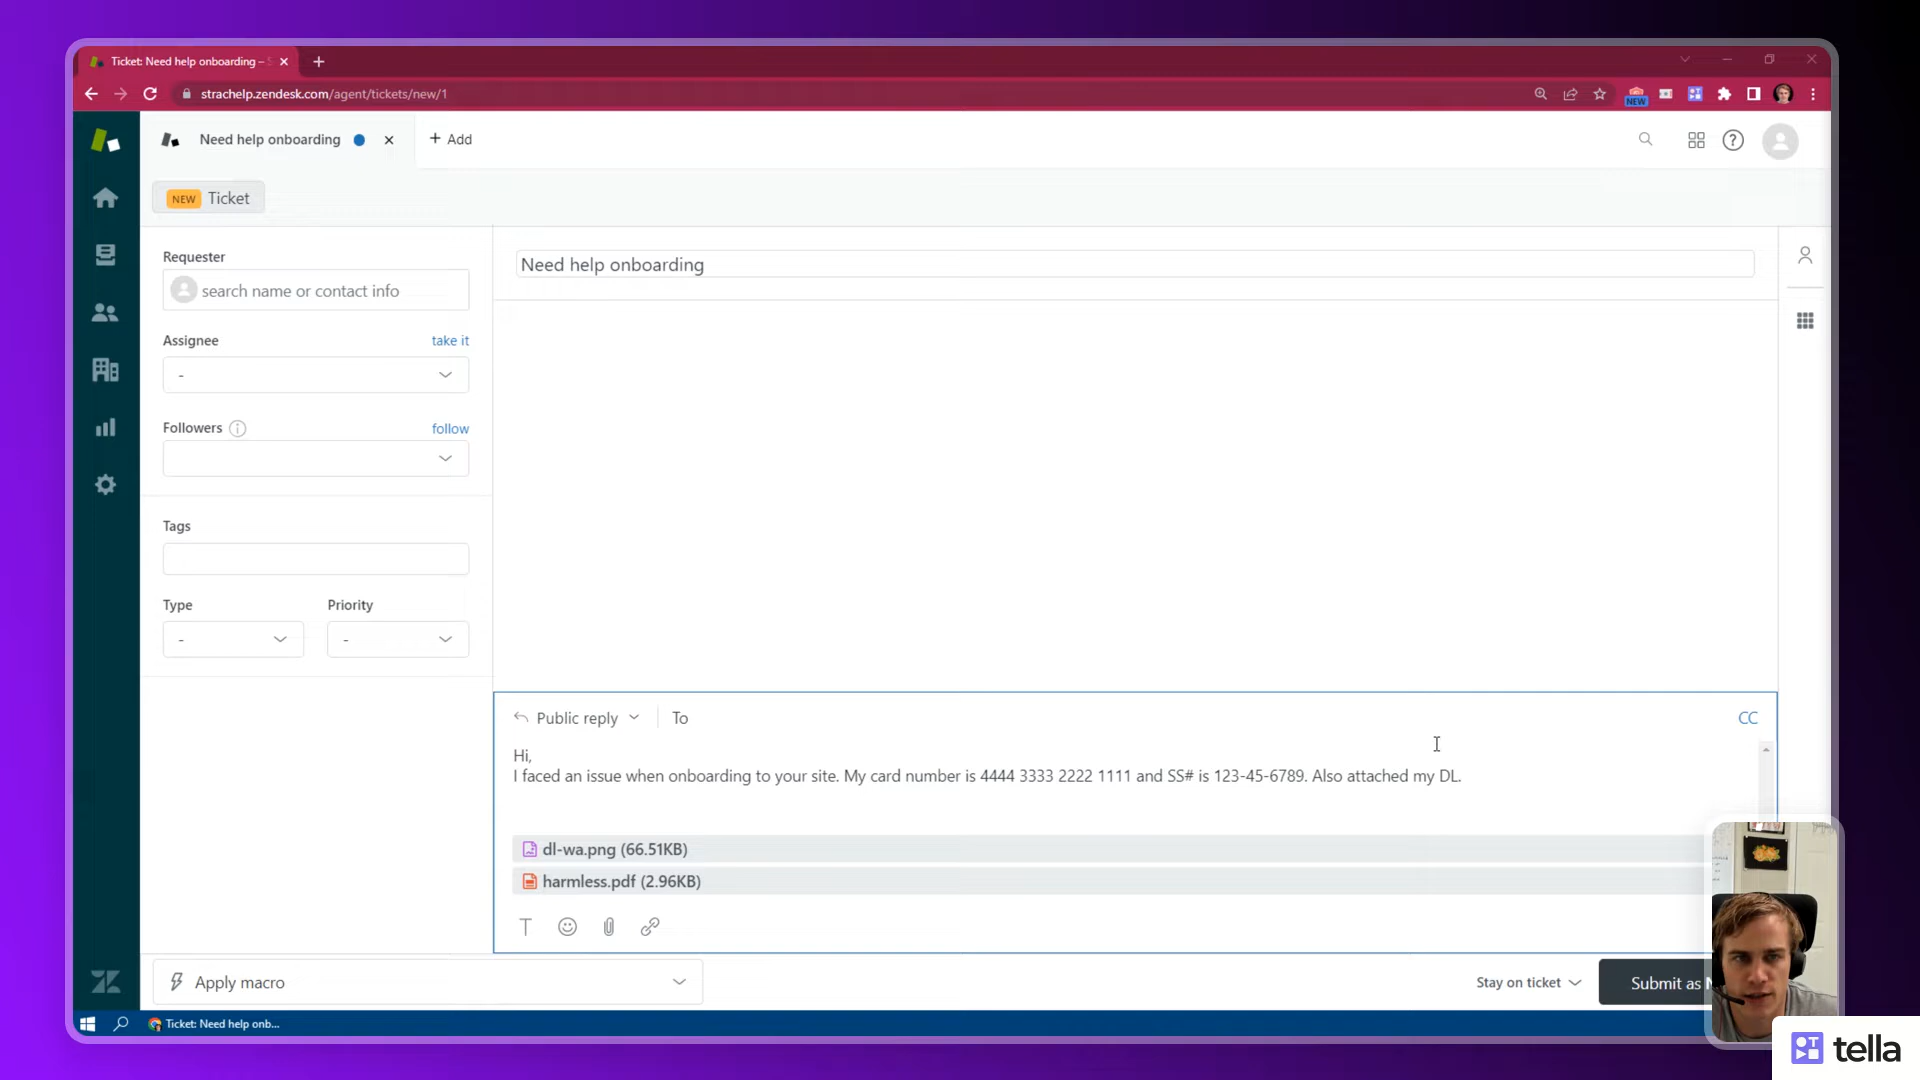 Ticket: Need help onboarding – S
strachelp.zendesk.com/agent/tickets/new/1
NEW
Need help onboarding
+ Add
NEW Ticket
Requester
search name or contact info
Assignee
take it
-
Followers
follow
Tags
Type
Priority
-
-
Need help onboarding
Public reply
To
CC
Hi,
I faced an issue when onboarding to your site. My card number is 4444 3333 2222 1111 and SS# is 123-45-6789. Also attached my DL.
dl-wa.png (66.51KB)
harmless.pdf (2.96KB)
Apply macro
Stay on ticket
Submit as
Ticket: Need help onb...
tella